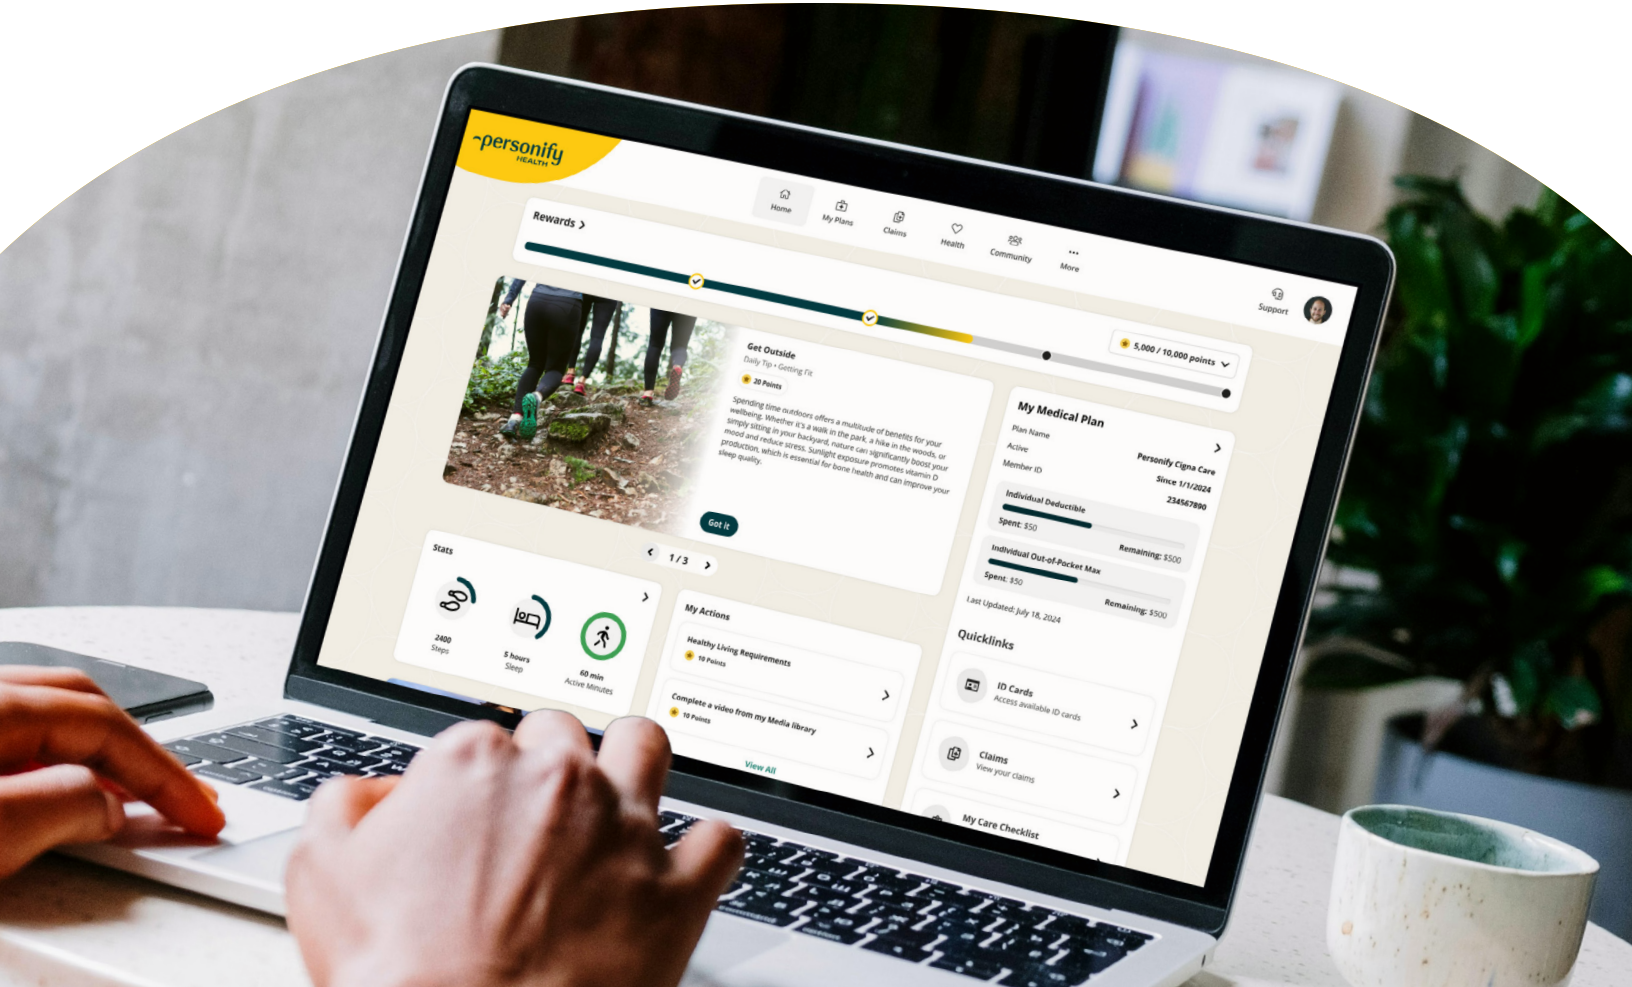 personify
HEALTH
Home
My Plans
Claims
Health
Community
More
Support
Rewards
5,000 / 10,000 points
Get Outside
Daily Tip • Getting Fit
20 Points
Spending time outdoors offers a multitude of benefits for your
wellbeing. Whether it's a walk in the park, a hike in the woods, or
simply sitting in your backyard, nature can significantly boost your
mood and reduce stress. Sunlight exposure promotes vitamin D
production, which is essential for bone health and can improve your
sleep quality.
Got it
1 / 3
My Medical Plan
Plan Name
Personify Cigna Care
Active
Since 1/1/2024
Member ID
234567890
Individual Deductible
Spent: $50
Remaining: $500
Individual Out-of-Pocket Max
Spent: $50
Remaining: $500
Last Updated: July 18, 2024
Quicklinks
ID Cards
Access available ID cards
Claims
View your claims
My Care Checklist
Stats
2400
Steps
5 hours
Sleep
60 min
Active Minutes
My Actions
Healthy Living Requirements
10 Points
Complete a video from my Media library
10 Points
View All